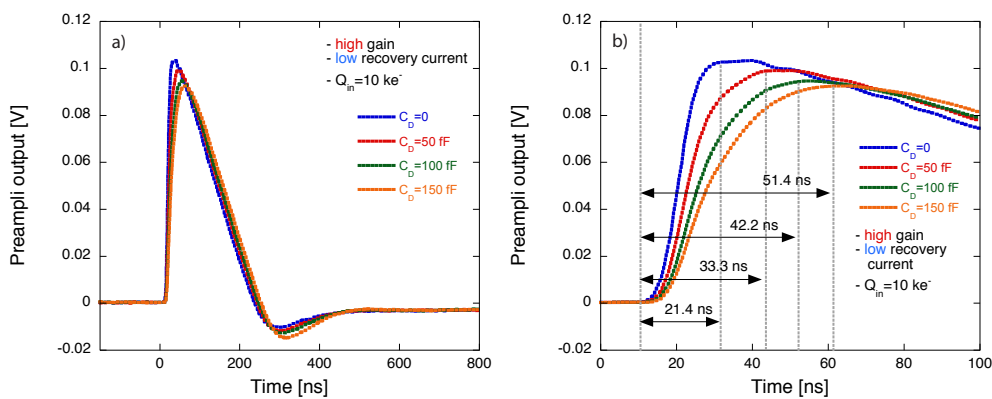 a)
- high gain
- low recovery current
- Q_in=10 ke⁻
C_D=0
C_D=50 fF
C_D=100 fF
C_D=150 fF
Preampli output [V]
0.12
0.1
0.08
0.06
0.04
0.02
0
-0.02
0
200
400
600
800
Time [ns]
b)
C_D=0
C_D=50 fF
C_D=100 fF
C_D=150 fF
- high gain
- low recovery
current
- Q_in=10 ke⁻
51.4 ns
42.2 ns
33.3 ns
21.4 ns
Preampli output [V]
0.12
0.1
0.08
0.06
0.04
0.02
0
-0.02
0
20
40
60
80
100
Time [ns]